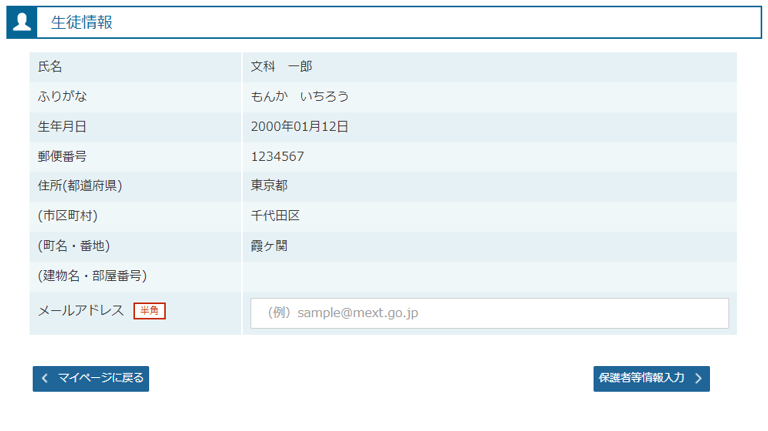 生徒情報
氏名 文科　一郎
ふりがな もんか　いちろう
生年月日 2000年01月12日
郵便番号 1234567
住所(都道府県) 東京都
(市区町村) 千代田区
(町名・番地) 霞ヶ関
(建物名・部屋番号)
メールアドレス 半角 （例）sample@mext.go.jp
マイページに戻る 保護者等情報入力